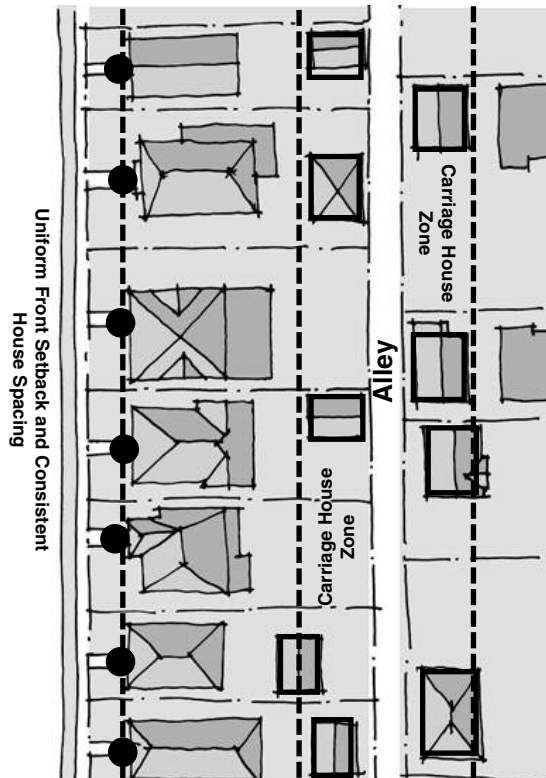 Uniform Front Setback and Consistent
House Spacing
Carriage House
Zone
Alley
Carriage House
Zone